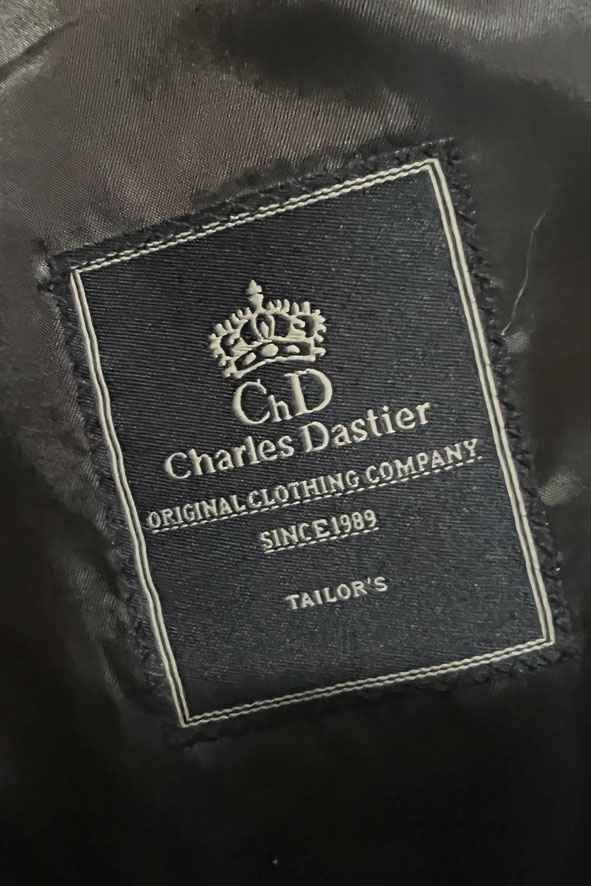 ChD
Charles Dastier
ORIGINAL CLOTHING COMPANY
SINCE 1989
TAILOR'S